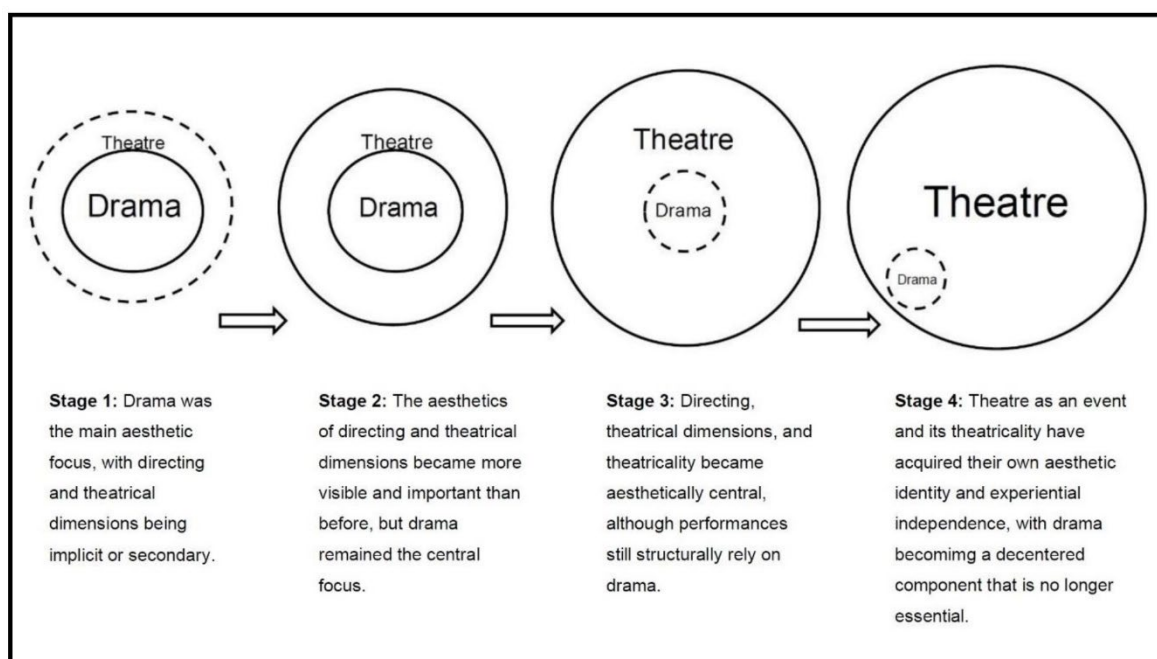 Theatre
Drama
Theatre
Drama
Theatre
Drama
Theatre
Drama
Stage 1: Drama was
the main aesthetic
focus, with directing
and theatrical
dimensions being
implicit or secondary.
Stage 2: The aesthetics
of directing and theatrical
dimensions became more
visible and important than
before, but drama
remained the central
focus.
Stage 3: Directing,
theatrical dimensions, and
theatricality became
aesthetically central,
although performances
still structurally rely on
drama.
Stage 4: Theatre as an event
and its theatricality have
acquired their own aesthetic
identity and experiential
independence, with drama
becomimg a decentered
component that is no longer
essential.